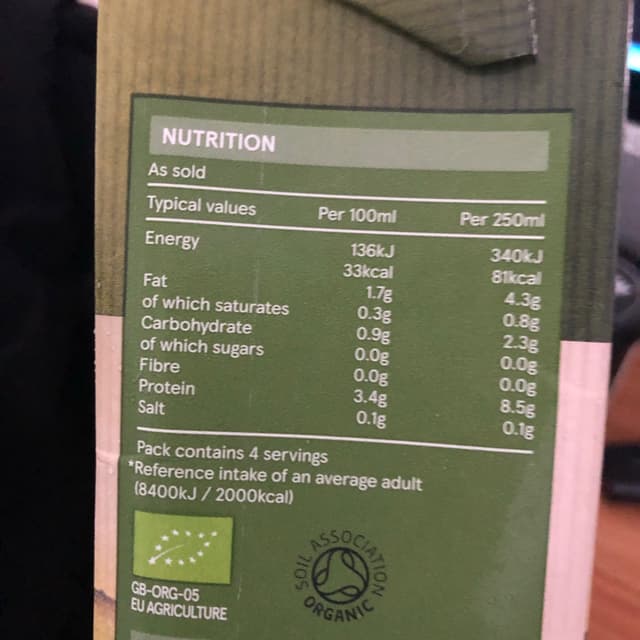 NUTRITION
As sold
Typical values Per 100ml Per 250ml
Energy 136kJ 340kJ
33kcal 81kcal
Fat 1.7g 4.3g
of which saturates 0.3g 0.8g
Carbohydrate 0.9g 2.3g
of which sugars 0.0g 0.0g
Fibre 0.0g 0.0g
Protein 3.4g 8.5g
Salt 0.1g 0.1g
Pack contains 4 servings
*Reference intake of an average adult
(8400kJ / 2000kcal)
GB-ORG-05
EU AGRICULTURE
SOIL ASSOCIATION
ORGANIC